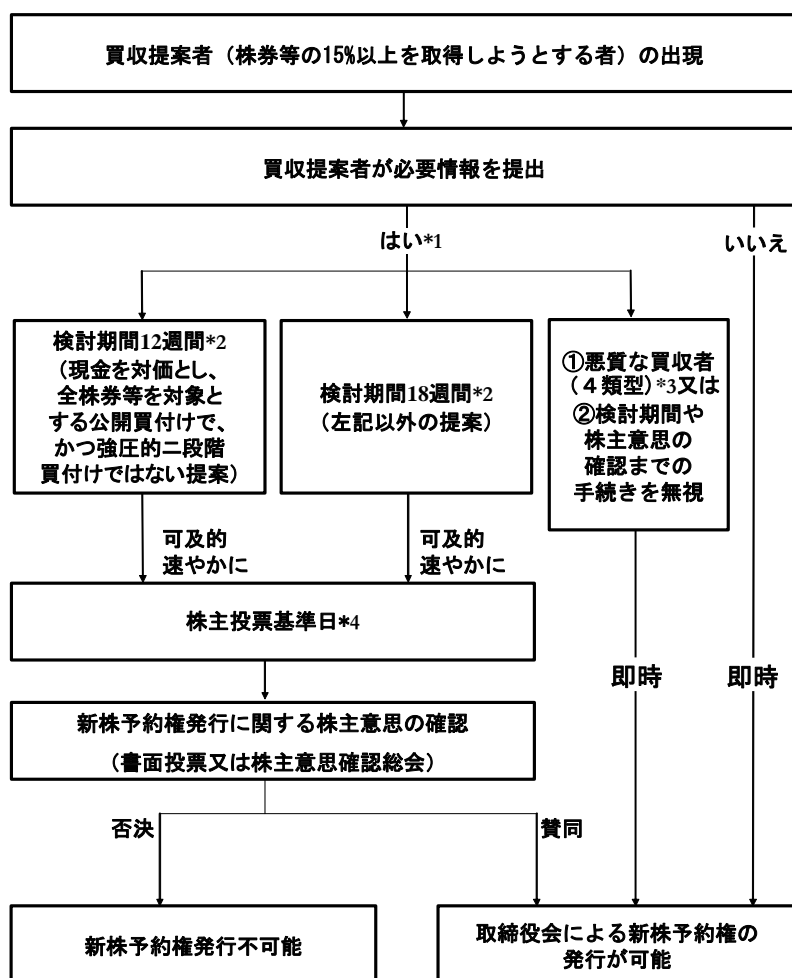 買収提案者（株券等の15%以上を取得しようとする者）の出現
買収提案者が必要情報を提出
はい*1
いいえ
検討期間12週間*2
（現金を対価とし、
全株券等を対象と
する公開買付けで、
かつ強圧的二段階
買付けではない提案）
検討期間18週間*2
（左記以外の提案）
①悪質な買収者
（４類型）*3又は
②検討期間や
株主意思の
確認までの
手続きを無視
可及的
速やかに
可及的
速やかに
株主投票基準日*4
即時
即時
新株予約権発行に関する株主意思の確認
（書面投票又は株主意思確認総会）
否決
賛同
新株予約権発行不可能
取締役会による新株予約権の
発行が可能